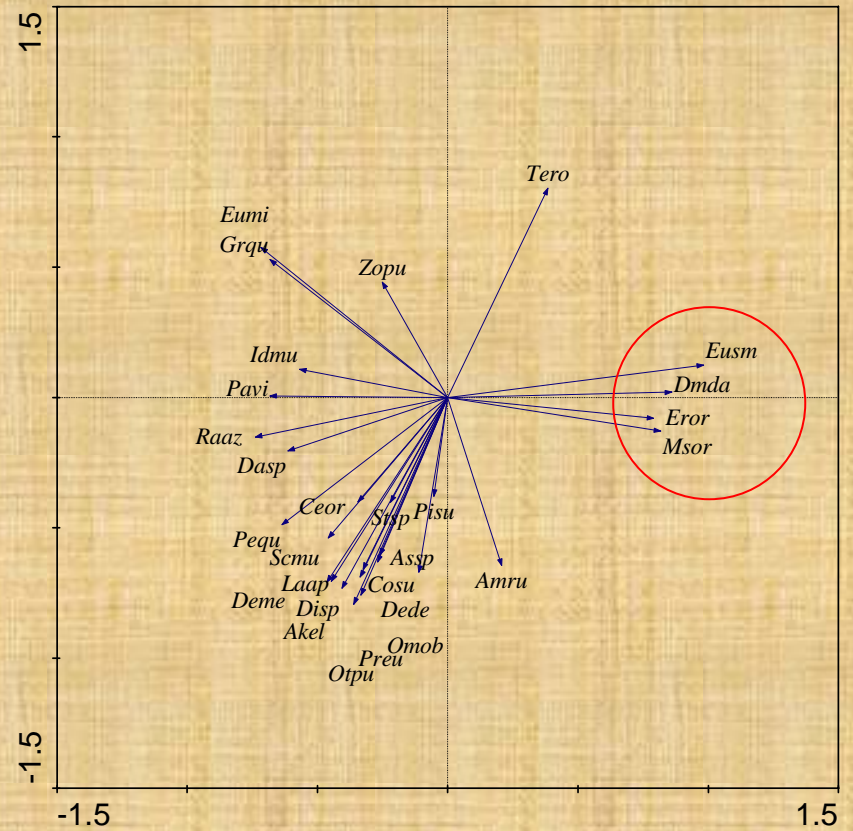 1.5
Tero
Eumi
Grqu
Zopu
Idmu
Eusm
Pavi
Dmda
Raaz
Eror
Dasp
Msor
Ceor
Stsp
Pisu
Pequ
Scmu
Assp
Laap
Cosu
Amru
Deme
Disp
Dede
Akel
Omob
Preu
Otpu
-1.5
-1.5
1.5